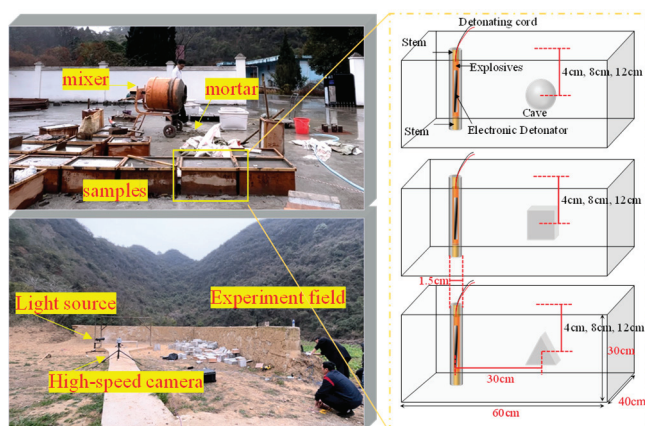 mixer
mortar
samples
Light source
Experiment field
High-speed camera
Detonating cord
Stem
Explosives
4cm, 8cm, 12cm
Cave
Stem
Electronic Detonator
4cm, 8cm, 12cm
1.5cm
4cm, 8cm, 12cm
30cm
30cm
40cm
60cm